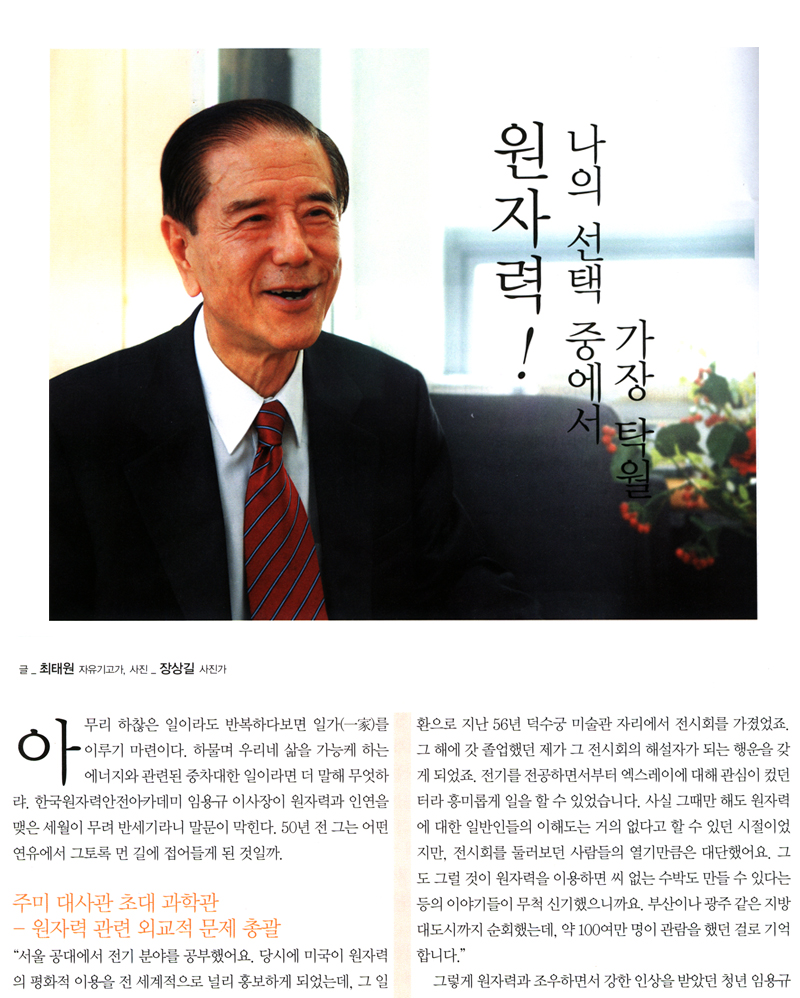 나의 선택 중에서
가장 탁월
원자력!
글 _ 최태원 자유기고가, 사진 _ 장상길 사진가
아무리 하찮은 일이라도 반복하다보면 일가(一家)를
이루기 마련이다. 하물며 우리네 삶을 가능케 하는
에너지와 관련된 중차대한 일이라면 더 말해 무엇하
랴. 한국원자력안전아카데미 임용규 이사장이 원자력과 인연을
맺은 세월이 무려 반세기라니 말문이 막힌다. 50년 전 그는 어떤
연유에서 그토록 먼 길에 접어들게 된 것일까.
주미 대사관 초대 과학관
– 원자력 관련 외교적 문제 총괄
“서울 공대에서 전기 분야를 공부했어요. 당시에 미국이 원자력
의 평화적 이용을 전 세계적으로 널리 홍보하게 되었는데, 그 일
환으로 지난 56년 덕수궁 미술관 자리에서 전시회를 가졌었죠.
그 해에 갓 졸업했던 제가 그 전시회의 해설자가 되는 행운을 갖
게 되었죠. 전기를 전공하면서부터 엑스레이에 대해 관심이 컸던
터라 흥미롭게 일을 할 수 있었습니다. 사실 그때만 해도 원자력
에 대한 일반인들의 이해도는 거의 없다고 할 수 있던 시절이었
지만, 전시회를 둘러보던 사람들의 열기만큼은 대단했어요. 그
도 그럴 것이 원자력을 이용하면 씨 없는 수박도 만들 수 있다는
등의 이야기들이 무척 신기했으니까요. 부산이나 광주 같은 지방
대도시까지 순회했는데, 약 100여만 명이 관람을 했던 걸로 기억
합니다.”
그렇게 원자력과 조우하면서 강한 인상을 받았던 청년 임용규